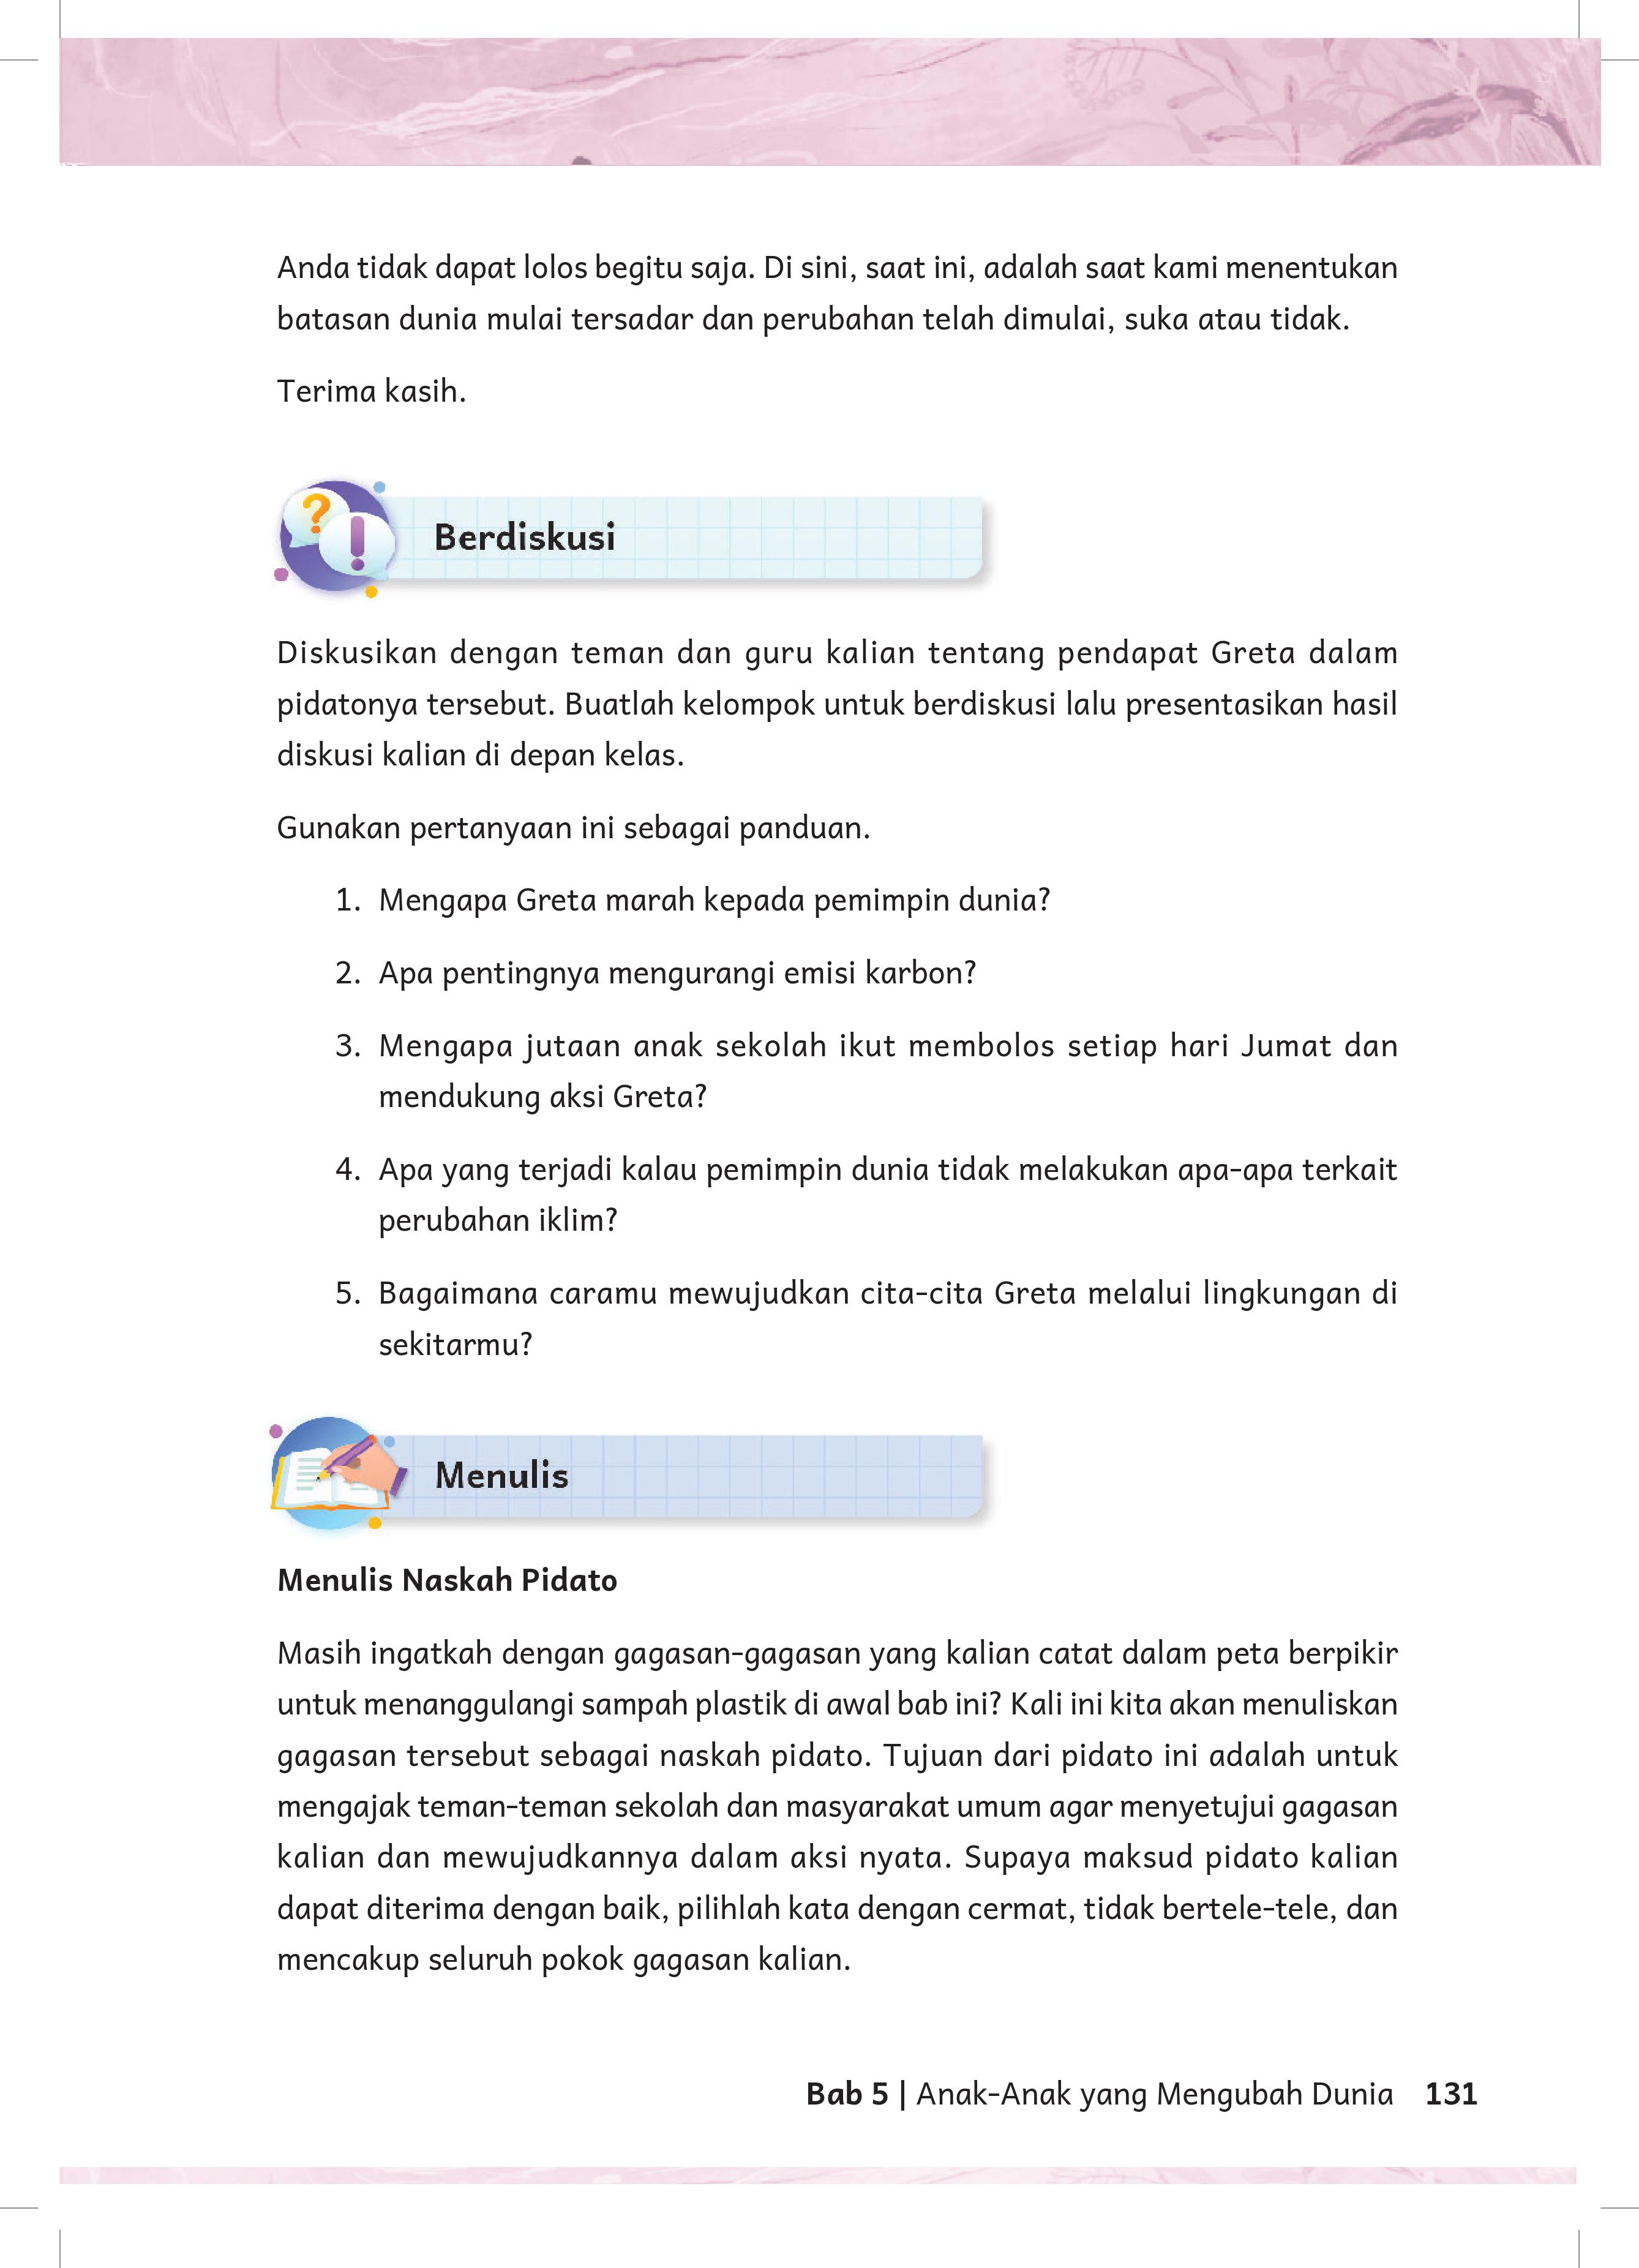 Anda tidak dapat lolos begitu saja. Di sini, saat ini, adalah saat kami menentukan
batasan dunia mulai tersadar dan perubahan telah dimulai, suka atau tidak.
Terima kasih.
Berdiskusi
Diskusikan dengan teman dan guru kalian tentang pendapat Greta dalam
pidatonya tersebut. Buatlah kelompok untuk berdiskusi lalu presentasikan hasil
diskusi kalian di depan kelas.
Gunakan pertanyaan ini sebagai panduan.
1. Mengapa Greta marah kepada pemimpin dunia?
2. Apa pentingnya mengurangi emisi karbon?
3. Mengapa jutaan anak sekolah ikut membolos setiap hari Jumat dan
mendukung aksi Greta?
4. Apa yang terjadi kalau pemimpin dunia tidak melakukan apa-apa terkait
perubahan iklim?
5. Bagaimana caramu mewujudkan cita-cita Greta melalui lingkungan di
sekitarmu?
Menulis
Menulis Naskah Pidato
Masih ingatkah dengan gagasan-gagasan yang kalian catat dalam peta berpikir
untuk menanggulangi sampah plastik di awal bab ini? Kali ini kita akan menuliskan
gagasan tersebut sebagai naskah pidato. Tujuan dari pidato ini adalah untuk
mengajak teman-teman sekolah dan masyarakat umum agar menyetujui gagasan
kalian dan mewujudkannya dalam aksi nyata. Supaya maksud pidato kalian
dapat diterima dengan baik, pilihlah kata dengan cermat, tidak bertele-tele, dan
mencakup seluruh pokok gagasan kalian.
Bab 5 | Anak-Anak yang Mengubah Dunia 131